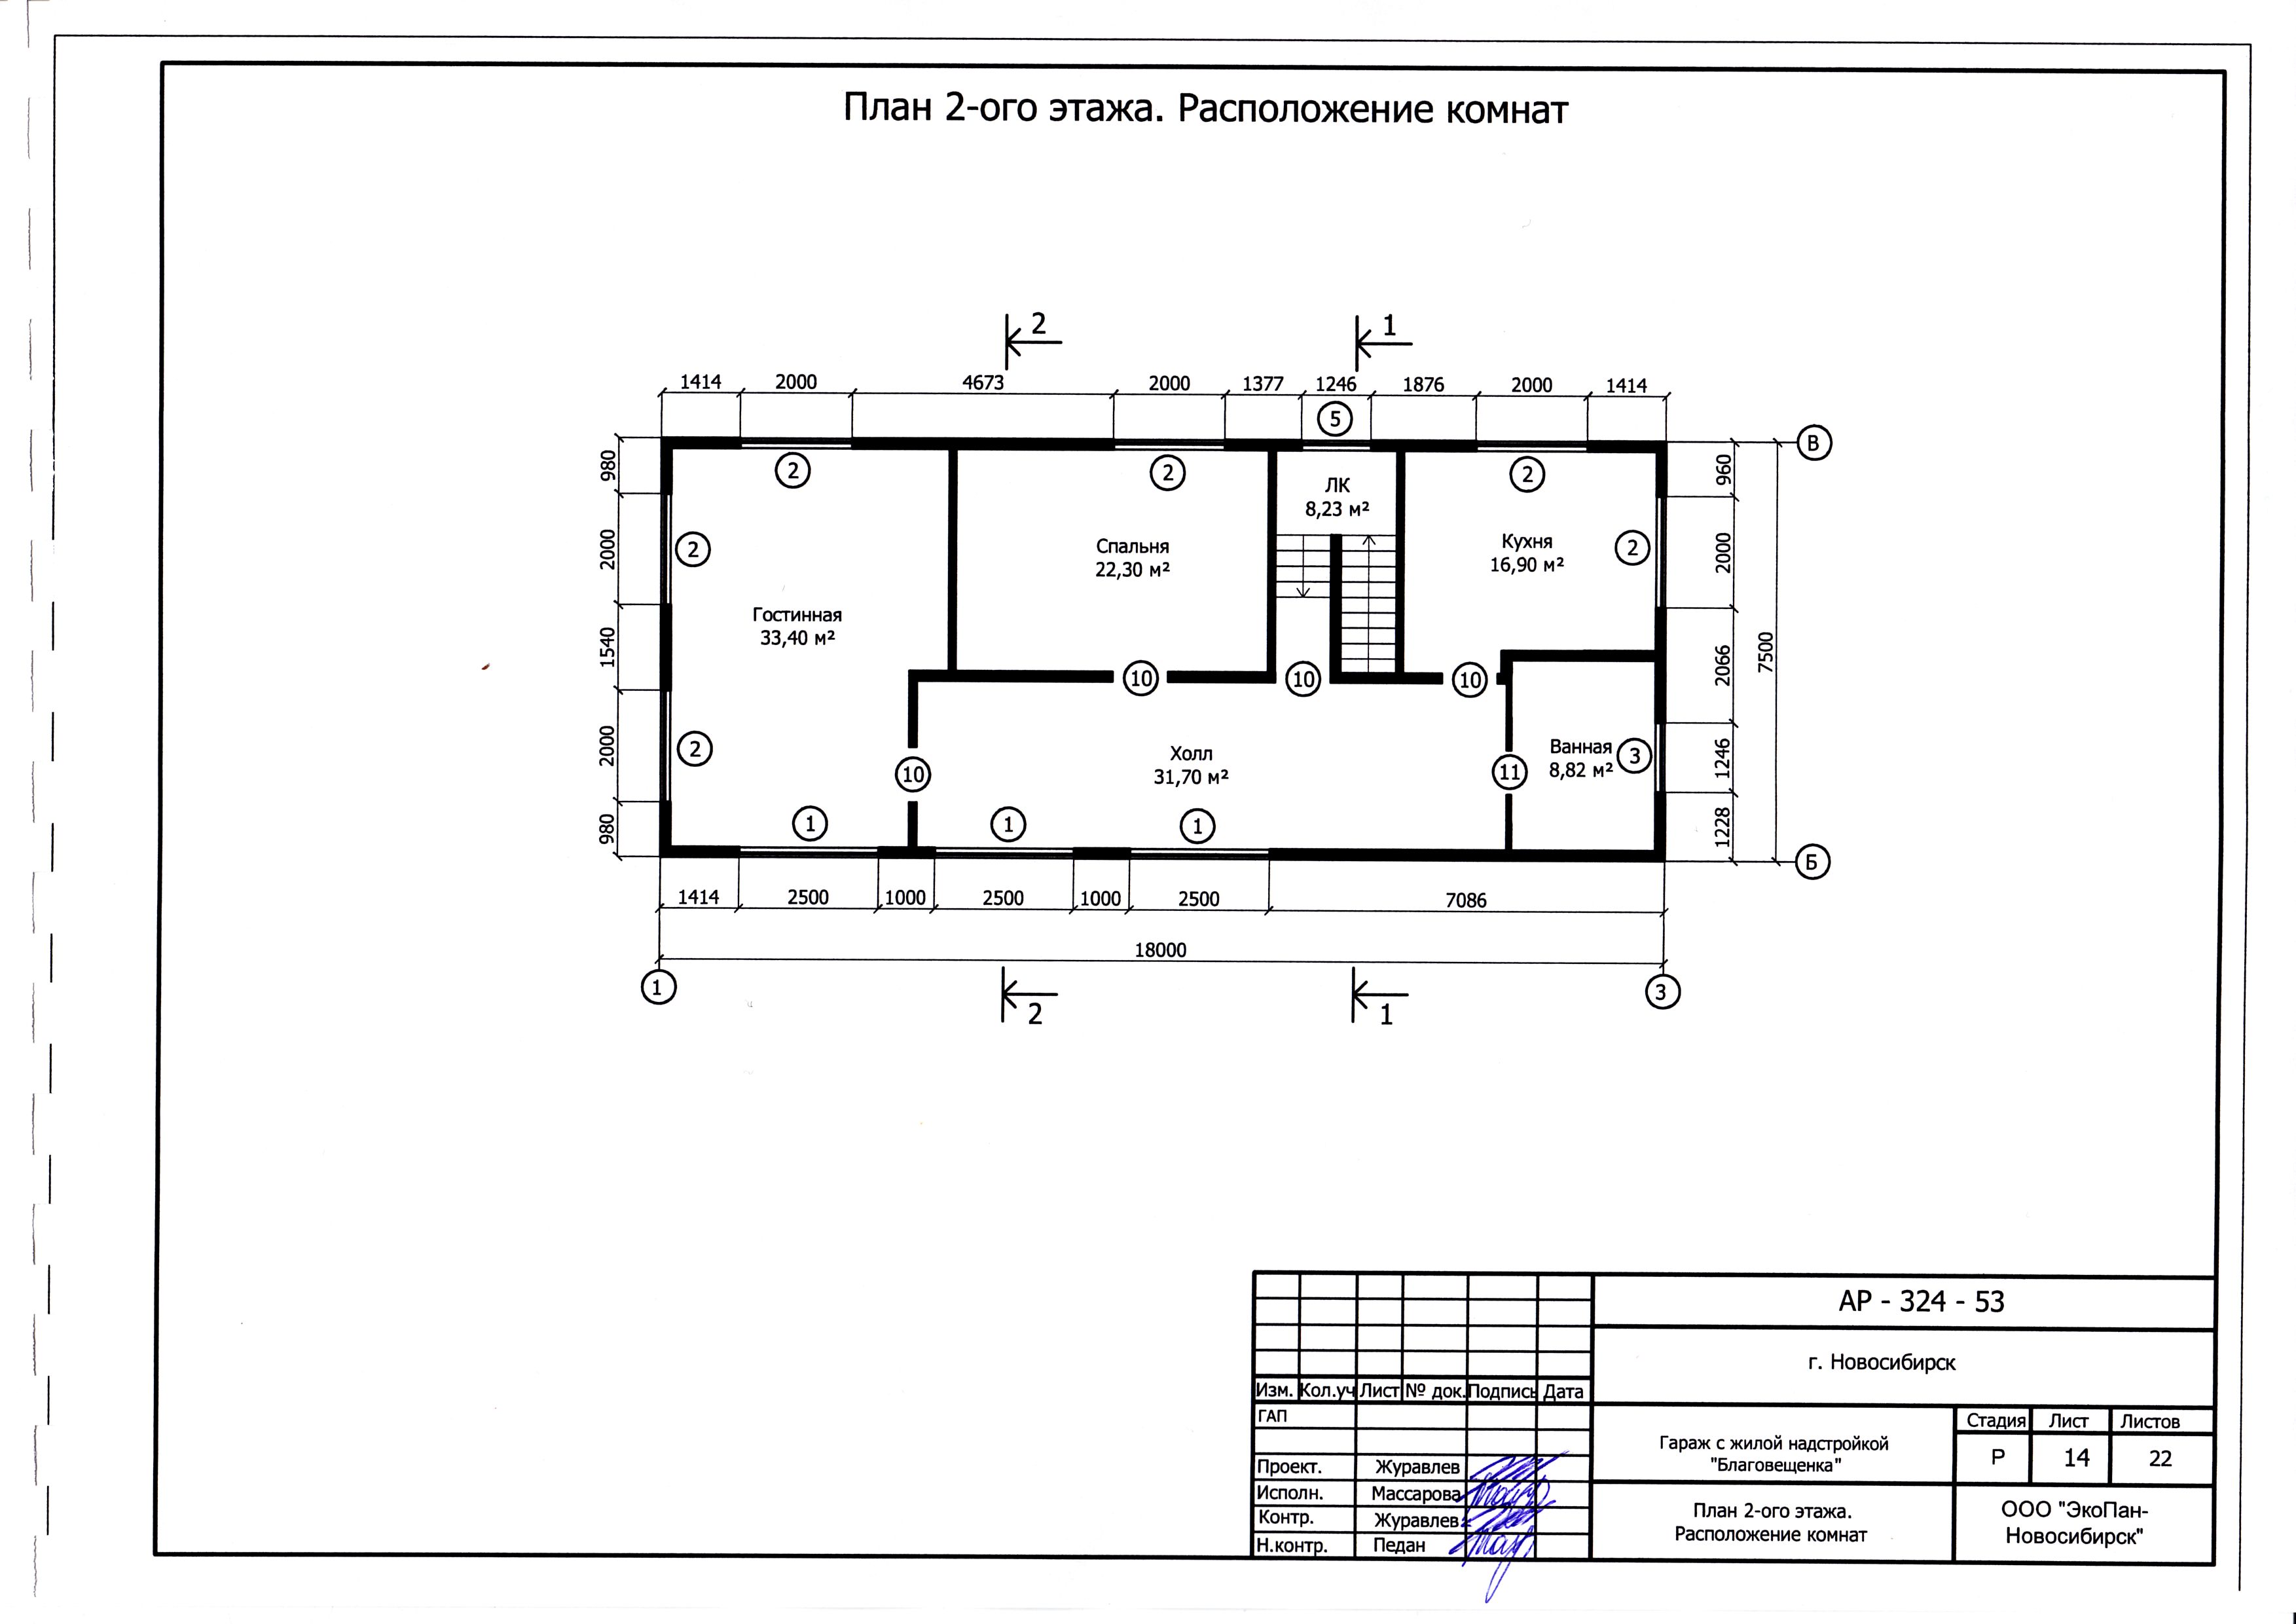 План 2-ого этажа. Расположение комнат
2
1
1414 2000 4673 2000 1377 1246 1876 2000 1414
5
В
980
2
2
2
960
ЛК
8,23 м²
2000
2
Спальня
22,30 м²
Кухня
16,90 м²
2
2000
Гостинная
33,40 м²
1540
7500
2066
10
10
10
2000
2
10
Холл
31,70 м²
11
Ванная
8,82 м²
3
1246
980
1
1
1
1228
Б
1414 2500 1000 2500 1000 2500 7086
18000
1
3
2
1
АР - 324 - 53
г. Новосибирск
Изм. Кол.уч Лист № док. Подпись Дата
ГАП
Гараж с жилой надстройкой
"Благовещенка"
Стадия Лист Листов
Р 14 22
Проект. Журавлев
Исполн. Массарова
Контр. Журавлев
Н.контр. Педан
План 2-ого этажа.
Расположение комнат
ООО "ЭкоПан-
Новосибирск"